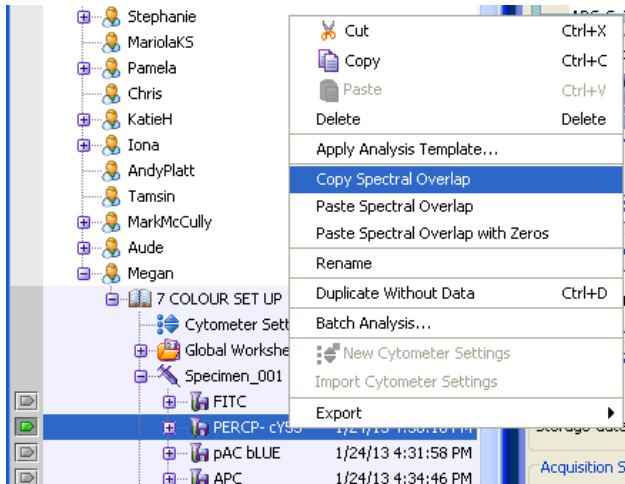 Stephanie
MariolaKS
Pamela
Chris
KatieH
Iona
AndyPlatt
Tamsin
MarkMcCully
Aude
Megan
7 COLOUR SET UP
Cytometer Sett
Global Workshe
Specimen_001
FITC
PERCP- cY55
pAC bLUE 1/24/13 4:31:58 PM
APC 1/24/13 4:34:46 PM
Cut Ctrl+X
Copy Ctrl+C
Paste Ctrl+V
Delete Delete
Apply Analysis Template...
Copy Spectral Overlap
Paste Spectral Overlap
Paste Spectral Overlap with Zeros
Rename
Duplicate Without Data Ctrl+D
Batch Analysis...
New Cytometer Settings
Import Cytometer Settings
Export
Acquisition S